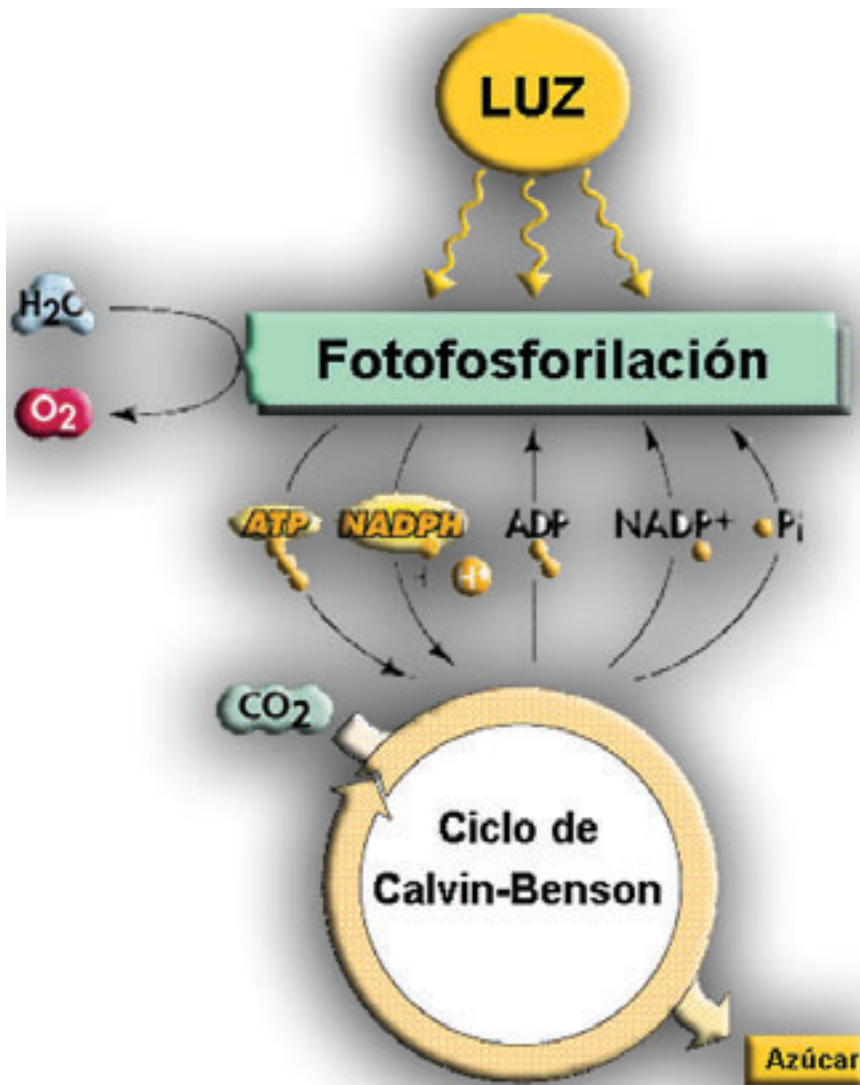 LUZ
H2C
Fotofosforilación
O2
ATP NADPH ADP NADP+ Pi
H+
CO2
Ciclo de
Calvin-Benson
Azúcar